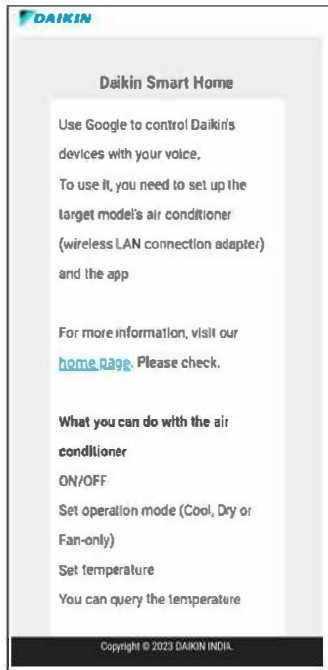 DAIKIN
Daikin Smart Home
Use Google to control Daikin's
devices with your voice.
To use it, you need to set up the
target model's air conditioner
(wireless LAN connection adapter)
and the app
For more information, visit our
home page. Please check.
What you can do with the air
conditioner
ON/OFF
Set operation mode (Cool, Dry or
Fan-only)
Set temperature
You can query the temperature
Copyright © 2023 DAIKIN INDIA.